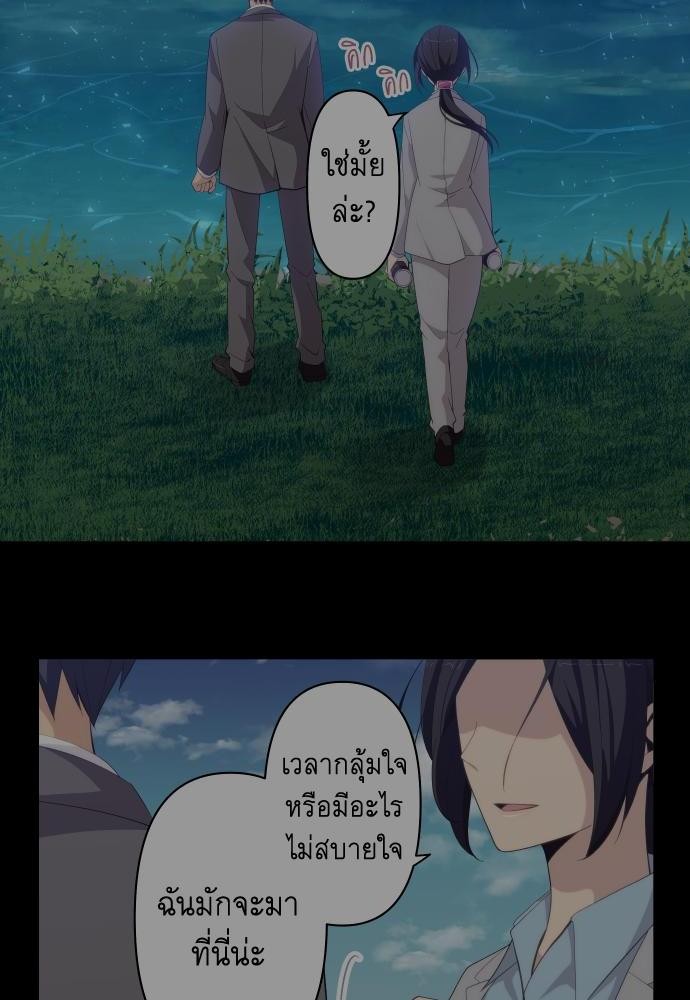 คิก
คิก
ใช่มั้ย
ล่ะ?
เวลากลุ้มใจ
หรือมีอะไร
ไม่สบายใจ
ฉันมักจะมา
ที่นี่น่ะ